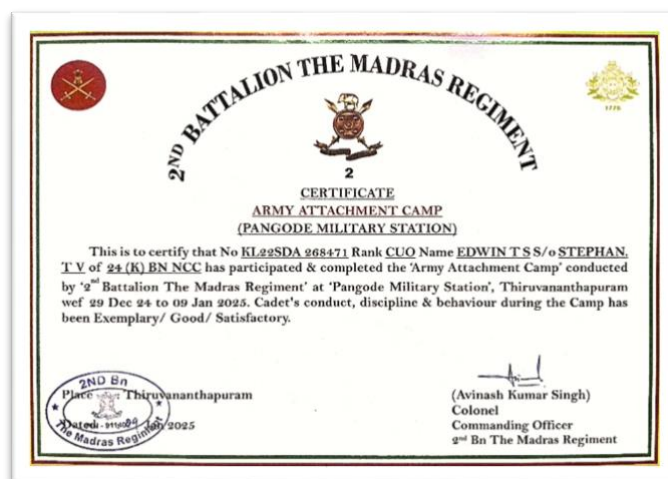 2ND BATTALION THE MADRAS REGIMENT
1776
2
CERTIFICATE
ARMY ATTACHMENT CAMP
(PANGODE MILITARY STATION)
This is to certify that No KL22SDA 268471 Rank CUO Name EDWIN T S S/o STEPHAN.
T V of 24 (K) BN NCC has participated & completed the 'Army Attachment Camp' conducted
by '2nd Battalion The Madras Regiment' at 'Pangode Military Station', Thiruvananthapuram
wef 29 Dec 24 to 09 Jan 2025. Cadet's conduct, discipline & behaviour during the Camp has
been Exemplary/ Good/ Satisfactory.
2ND Bn
Place Thiruvananthapuram
Dated: 09 Jan 2025
The Madras Regiment
(Avinash Kumar Singh)
Colonel
Commanding Officer
2nd Bn The Madras Regiment